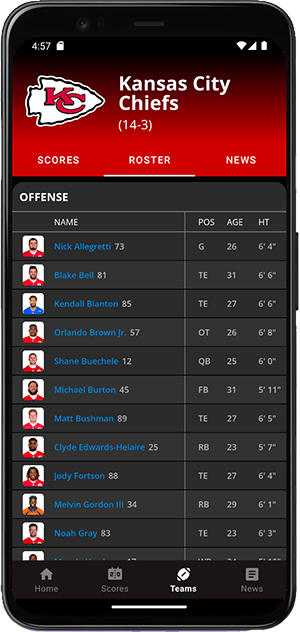 4:57
KC
Kansas City
Chiefs
(14-3)
SCORES ROSTER NEWS
OFFENSE
NAME POS AGE HT
Nick Allegretti 73 G 26 6' 4"
Blake Bell 81 TE 31 6' 6"
Kendall Blanton 85 TE 27 6' 6"
Orlando Brown Jr. 57 OT 26 6' 8"
Shane Buechele 12 QB 25 6' 0"
Michael Burton 45 FB 31 5' 11"
Matt Bushman 89 TE 27 6' 5"
Clyde Edwards-Helaire 25 RB 23 5' 7"
Jody Fortson 88 TE 27 6' 4"
Melvin Gordon III 34 RB 29 6' 1"
Noah Gray 83 TE 23 6' 3"
Home Scores Teams News